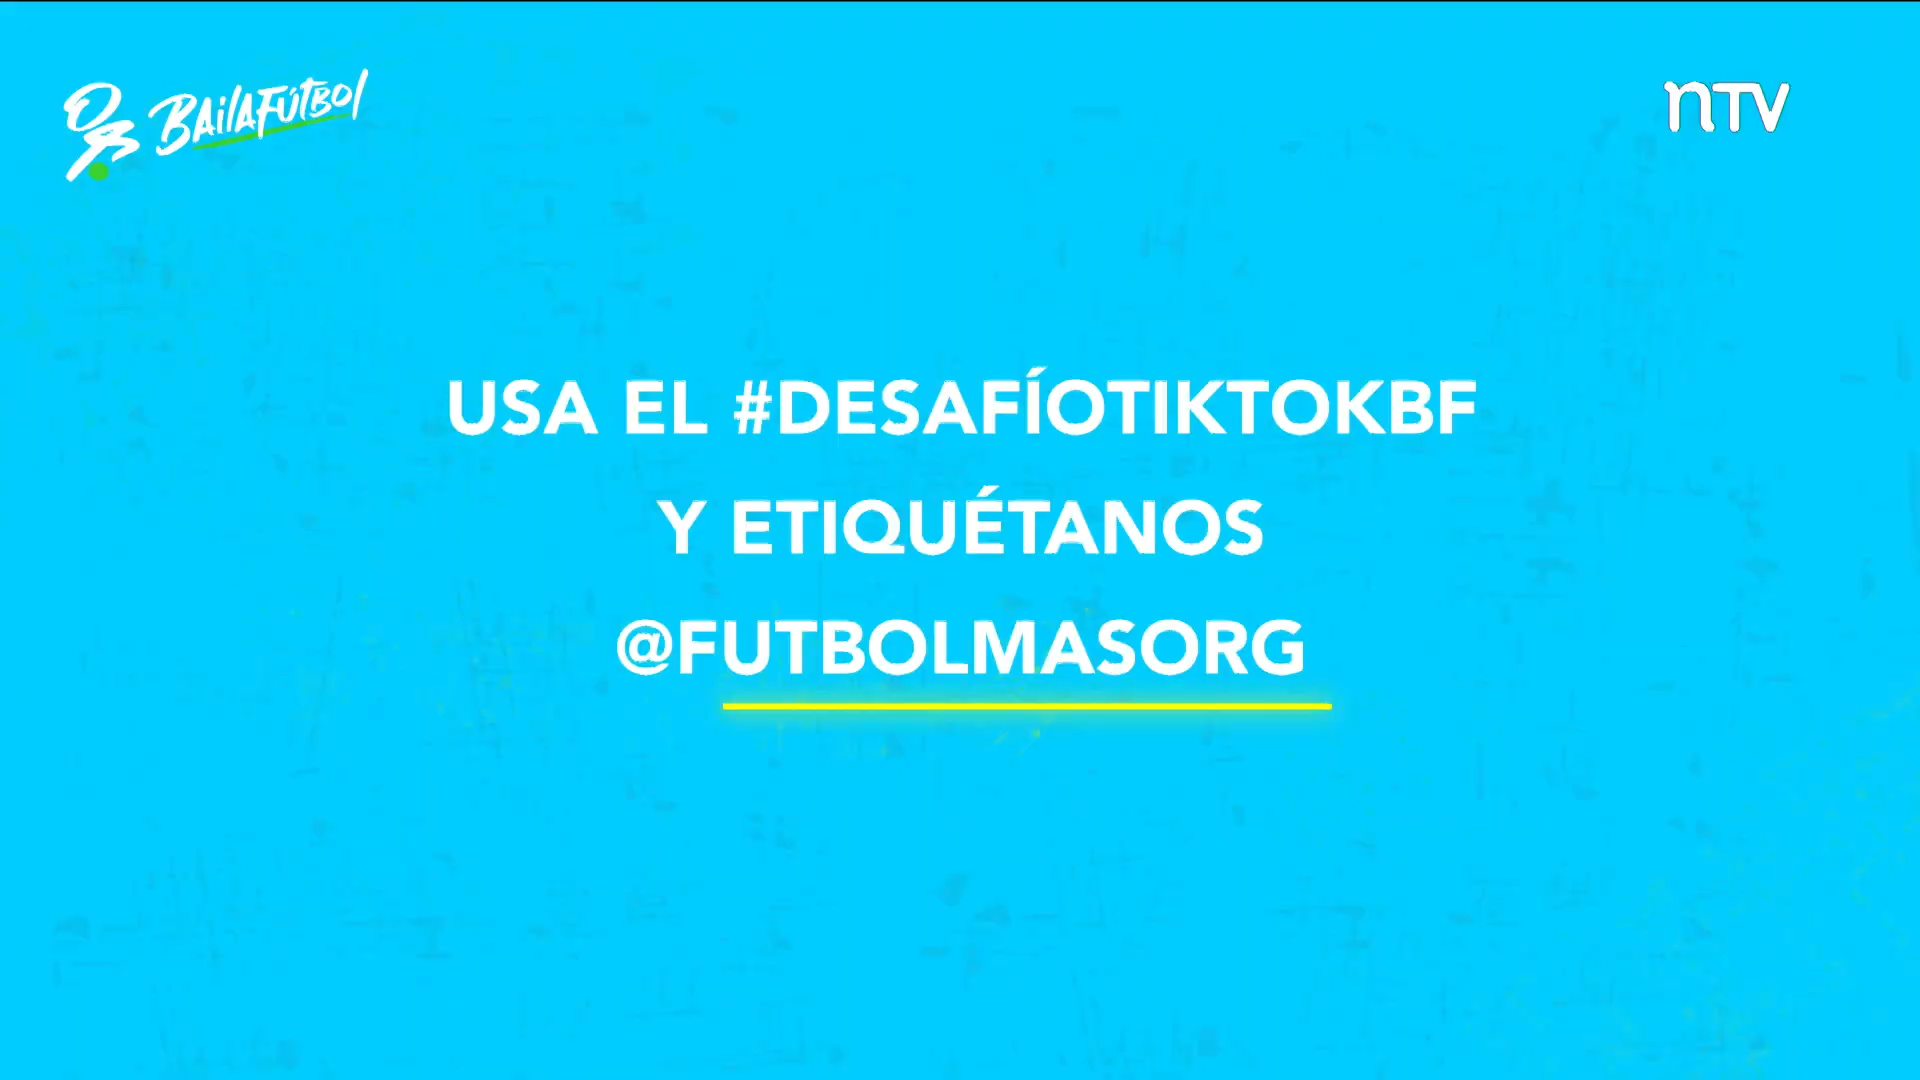 BAILAFÚTBOL
nTV
USA EL #DESAFÍOTIKTOKBF
Y ETIQUÉTANOS
@FUTBOLMASORG